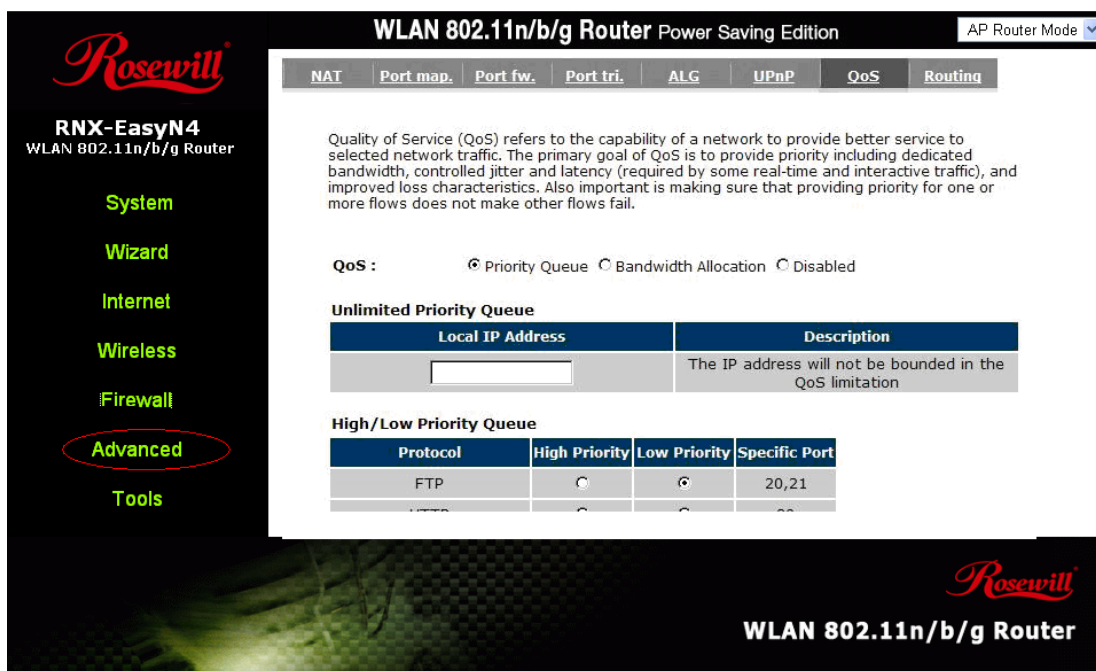 WLAN 802.11n/b/g Router Power Saving Edition
AP Router Mode
Rosewill
NAT Port map. Port fw. Port tri. ALG UPnP QoS Routing
RNX-EasyN4
WLAN 802.11n/b/g Router
System
Wizard
Internet
Wireless
Firewall
Advanced
Tools
Quality of Service (QoS) refers to the capability of a network to provide better service to
selected network traffic. The primary goal of QoS is to provide priority including dedicated
bandwidth, controlled jitter and latency (required by some real-time and interactive traffic), and
improved loss characteristics. Also important is making sure that providing priority for one or
more flows does not make other flows fail.
QoS : Priority Queue Bandwidth Allocation Disabled
Unlimited Priority Queue
Local IP Address Description
The IP address will not be bounded in the
QoS limitation
High/Low Priority Queue
Protocol High Priority Low Priority Specific Port
FTP 20,21
Rosewill
WLAN 802.11n/b/g Router